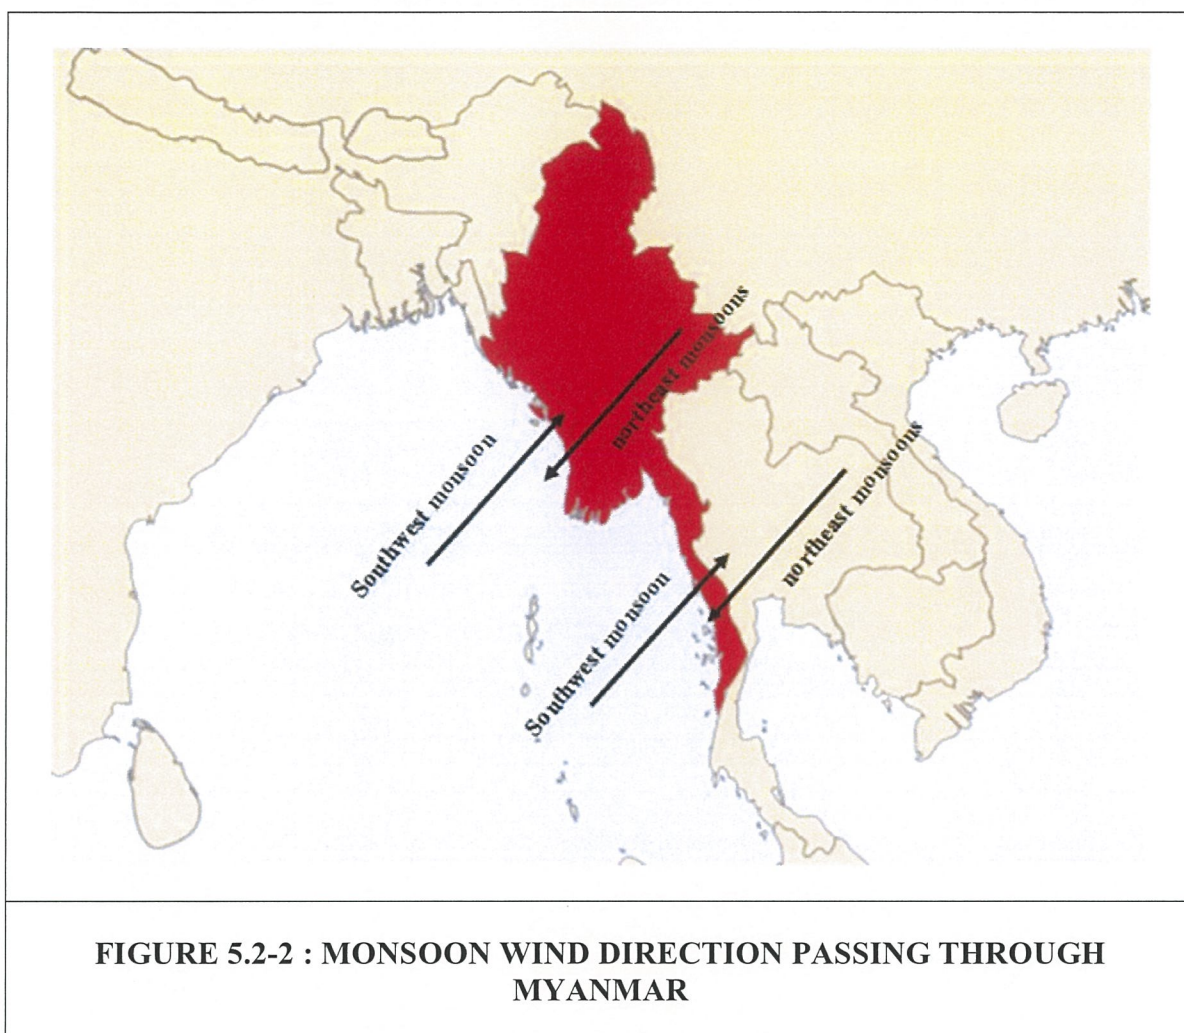 northeast monsoons
Southwest monsoon
northeast monsoons
Southwest monsoon
FIGURE 5.2-2 : MONSOON WIND DIRECTION PASSING THROUGH
MYANMAR